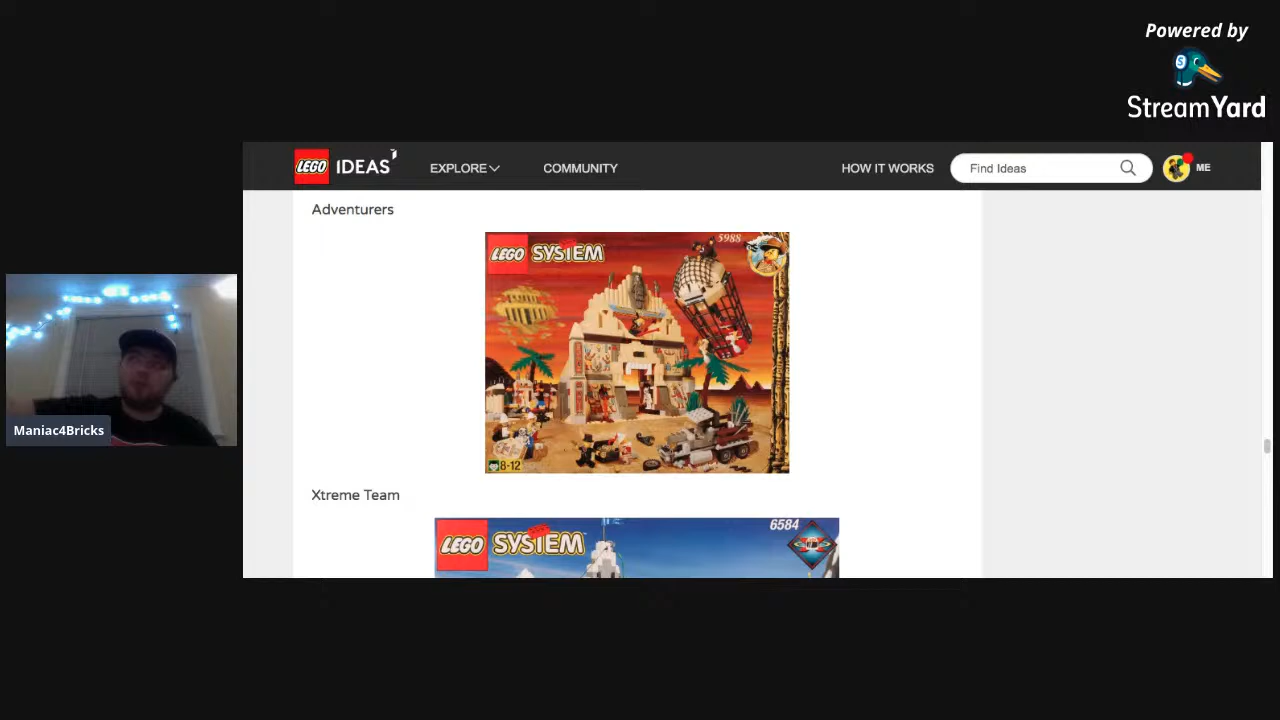 Powered by
StreamYard
LEGO IDEAS
EXPLORE
COMMUNITY
HOW IT WORKS
Find Ideas
ME
Adventurers
LEGO SYSTEM
5988
8-12
Maniac4Bricks
Xtreme Team
LEGO SYSTEM
6584